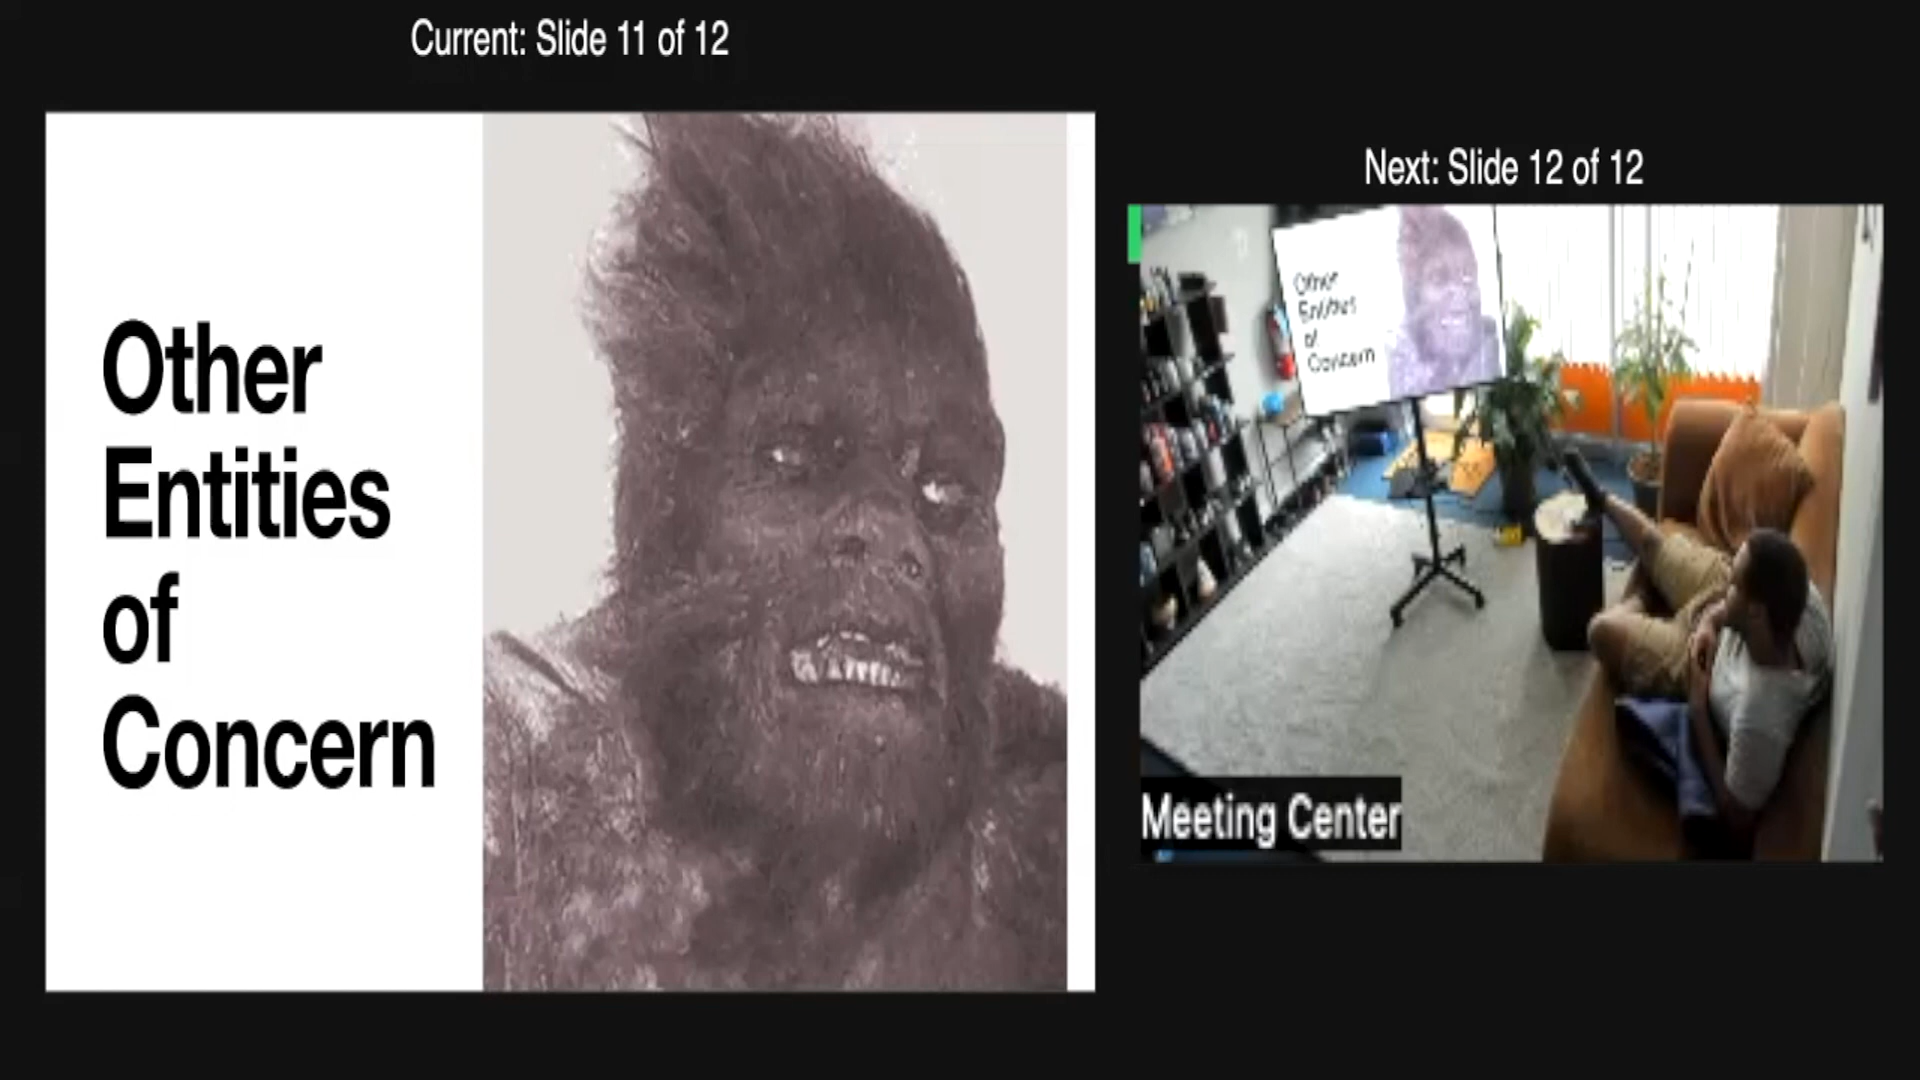 Current: Slide 11 of 12
Other
Entities
of
Concern
Next: Slide 12 of 12
Other
Entities
of
Concern
Meeting Center